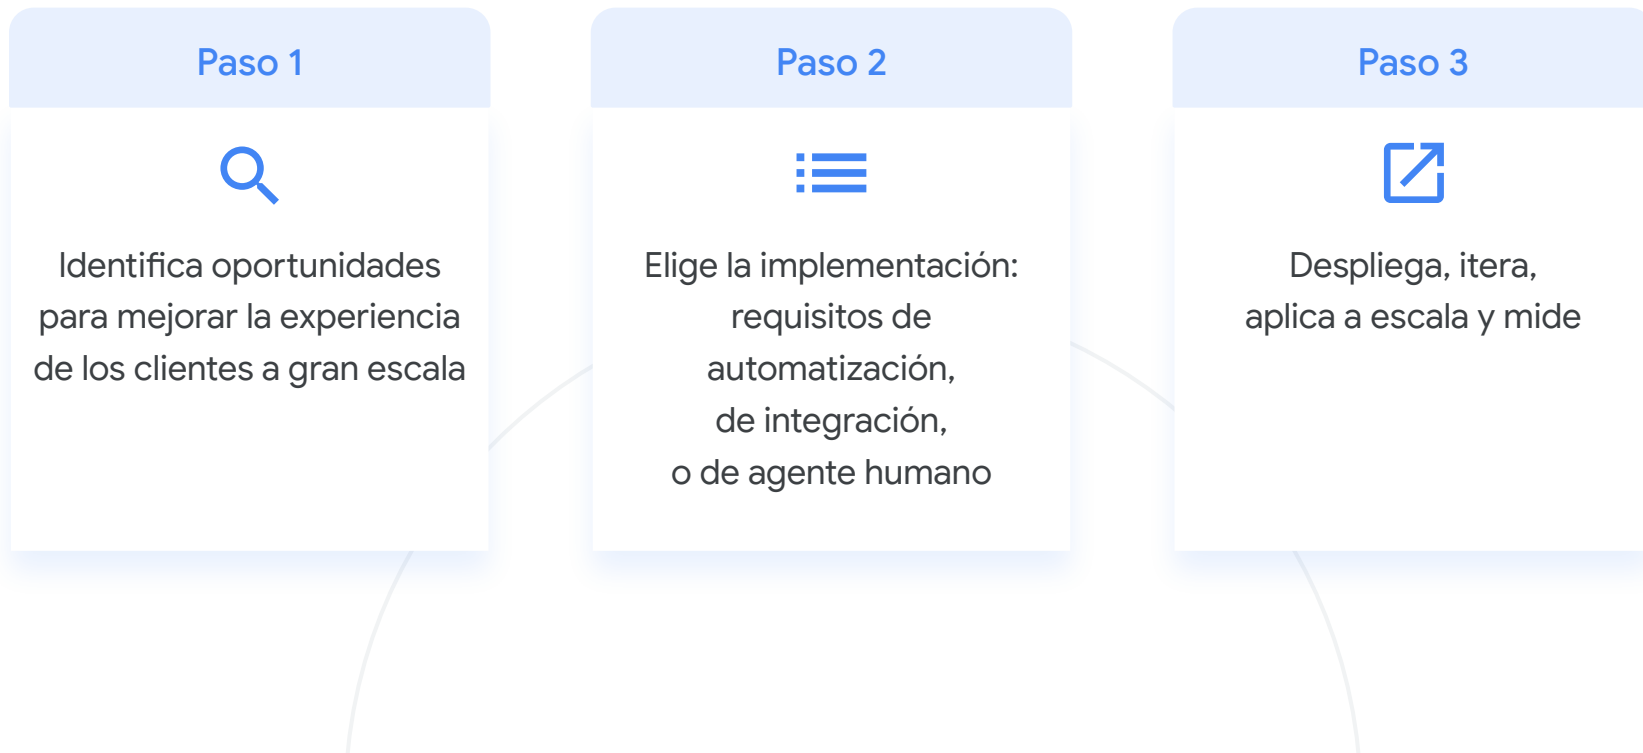 Paso 1
Identifica oportunidades
para mejorar la experiencia
de los clientes a gran escala
Paso 2
Elige la implementación:
requisitos de
automatización,
de integración,
o de agente humano
Paso 3
Despliega, itera,
aplica a escala y mide